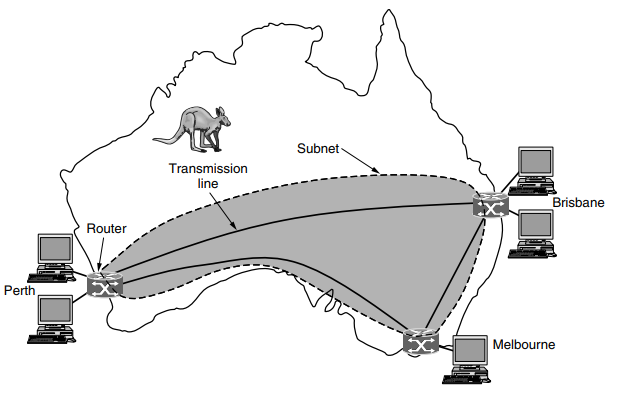 Subnet
Transmission
line
Brisbane
Router
Perth
Melbourne